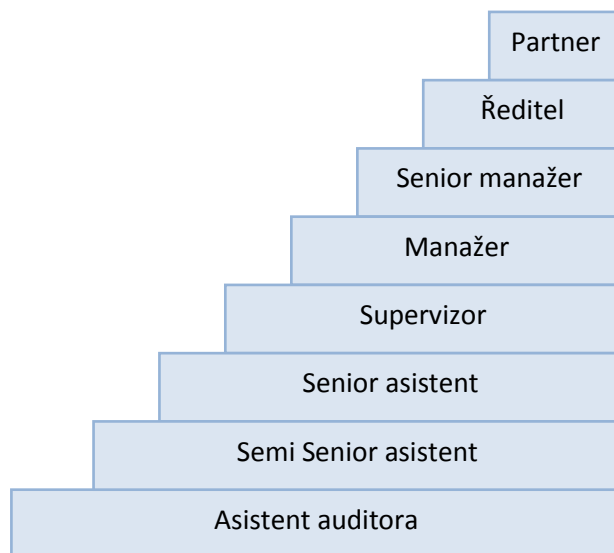 Partner
Ředitel
Senior manažer
Manažer
Supervizor
Senior asistent
Semi Senior asistent
Asistent auditora